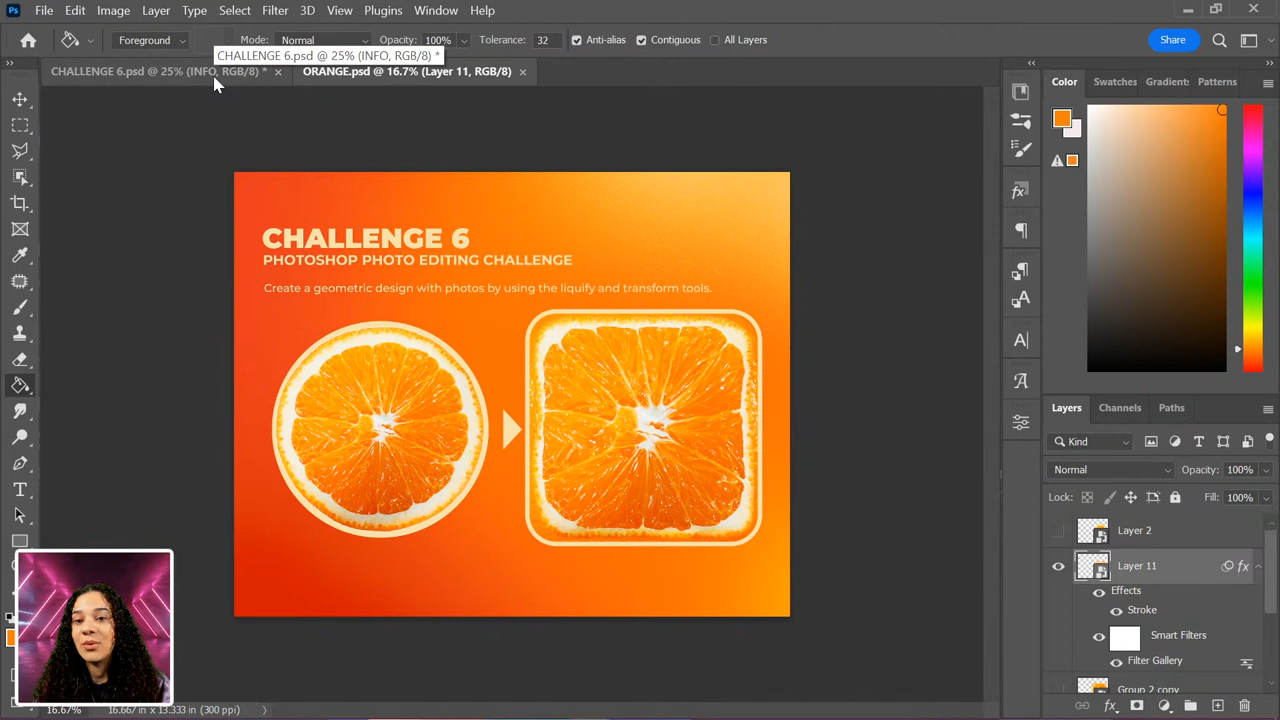 Ps File Edit Image Layer Type Select Filter 3D View Plugins Window Help
Foreground Mode: Normal Opacity: 100% Tolerance: 32 Anti-alias Contiguous All Layers Share
CHALLENGE 6.psd @ 25% (INFO, RGB/8) *
CHALLENGE 6.psd @ 25% (INFO, RGB/8) * × ORANGE.psd @ 16.7% (Layer 11, RGB/8) ×
Color Swatches Gradient: Patterns
CHALLENGE 6
PHOTOSHOP PHOTO EDITING CHALLENGE
Create a geometric design with photos by using the liquify and transform tools.
Layers Channels Paths
Kind
Normal Opacity: 100%
Lock: Fill: 100%
Layer 2
Layer 11 fx
Effects
Stroke
Smart Filters
Filter Gallery
Group 2 copy
16.67% 16.667 in x 13.333 in (300 ppi)